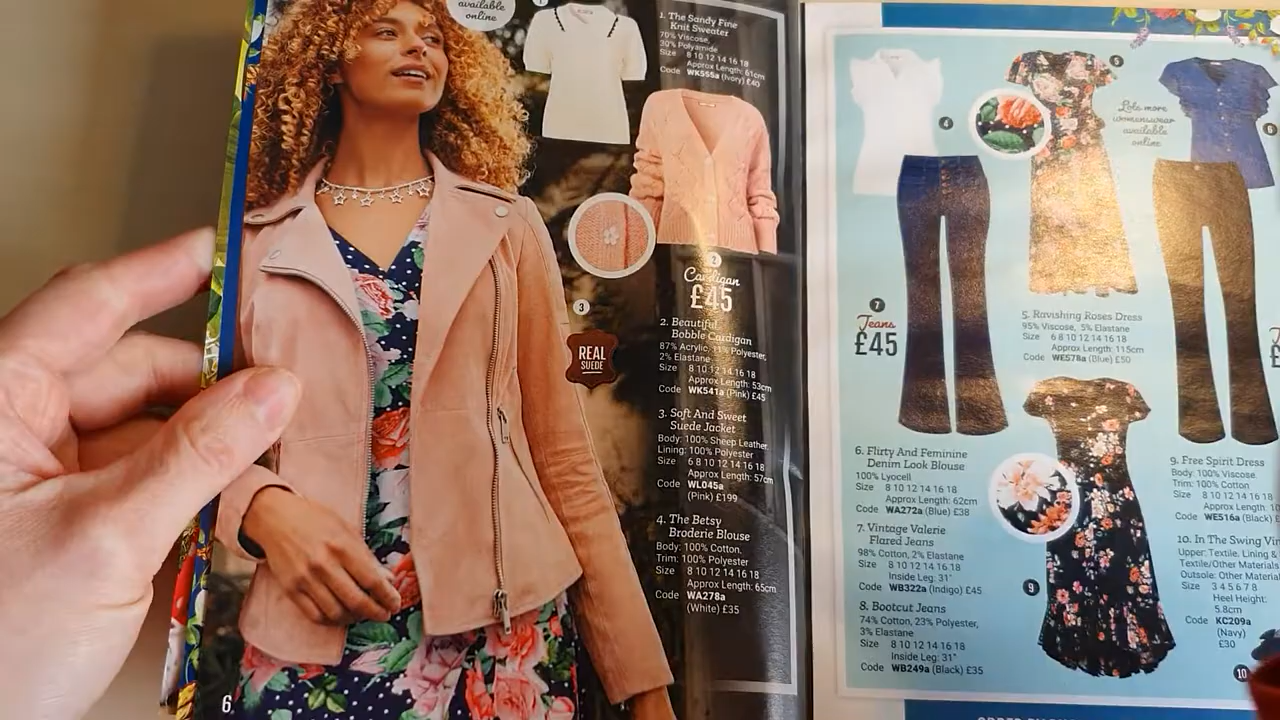 available
online
1
1. The Sandy Fine
Knit Sweater
70% Viscose,
30% Polyamide
Size 8 10 12 14 16 18
Approx Length: 61cm
Code WK555a (Ivory) £40
2
Cardigan
£45
3
REAL
SUEDE
2. Beautiful
Bobble Cardigan
87% Acrylic, 11% Polyester,
2% Elastane
Size 8 10 12 14 16 18
Approx Length: 53cm
Code WK541a (Pink) £45
3. Soft And Sweet
Suede Jacket
Body: 100% Sheep Leather,
Lining: 100% Polyester
Size 6 8 10 12 14 16 18
Approx Length: 57cm
Code WL045a
(Pink) £199
4. The Betsy
Broderie Blouse
Body: 100% Cotton,
Trim: 100% Polyester
Size 8 10 12 14 16 18
Approx Length: 65cm
Code WA278a
(White) £35
6
4
5
Lots more
womenswear
available
online
6
7
Jeans
£45
5. Ravishing Roses Dress
95% Viscose, 5% Elastane
Size 6 8 10 12 14 16 18
Approx Length: 115cm
Code WE578a (Blue) £50
6. Flirty And Feminine
Denim Look Blouse
100% Lyocell
Size 8 10 12 14 16 18
Approx Length: 62cm
Code WA272a (Blue) £38
7. Vintage Valerie
Flared Jeans
98% Cotton, 2% Elastane
Size 8 10 12 14 16 18
Inside Leg: 31"
Code WB322a (Indigo) £45
8. Bootcut Jeans
74% Cotton, 23% Polyester,
3% Elastane
Size 8 10 12 14 16 18
Inside Leg: 31"
Code WB249a (Black) £35
9
9. Free Spirit Dress
Body: 100% Viscose,
Trim: 100% Cotton
Size 8 10 12 14 16 18
Approx Length:
Code WE516a (Black)
10. In The Swing
Upper: Textile, Lining &
Textile/Other Materials
Outsole: Other
Size 3 4 5 6 7 8
Heel Height:
5.8cm
Code KC209a
(Navy)
£30
10